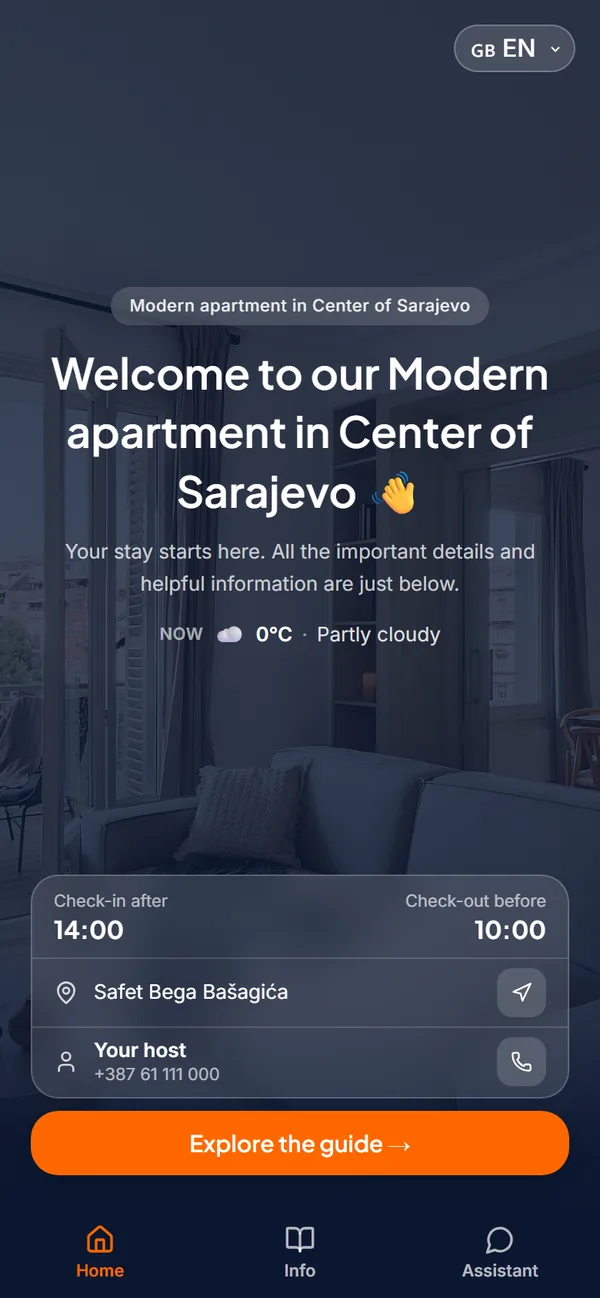 GB EN
Modern apartment in Center of Sarajevo
Welcome to our Modern
apartment in Center of
Sarajevo 👋
Your stay starts here. All the important details and
helpful information are just below.
NOW ☁️ 0°C · Partly cloudy
Check-in after
Check-out before
14:00
10:00
Safet Bega Bašagića
Your host
+387 61 111 000
Explore the guide →
Home
Info
Assistant